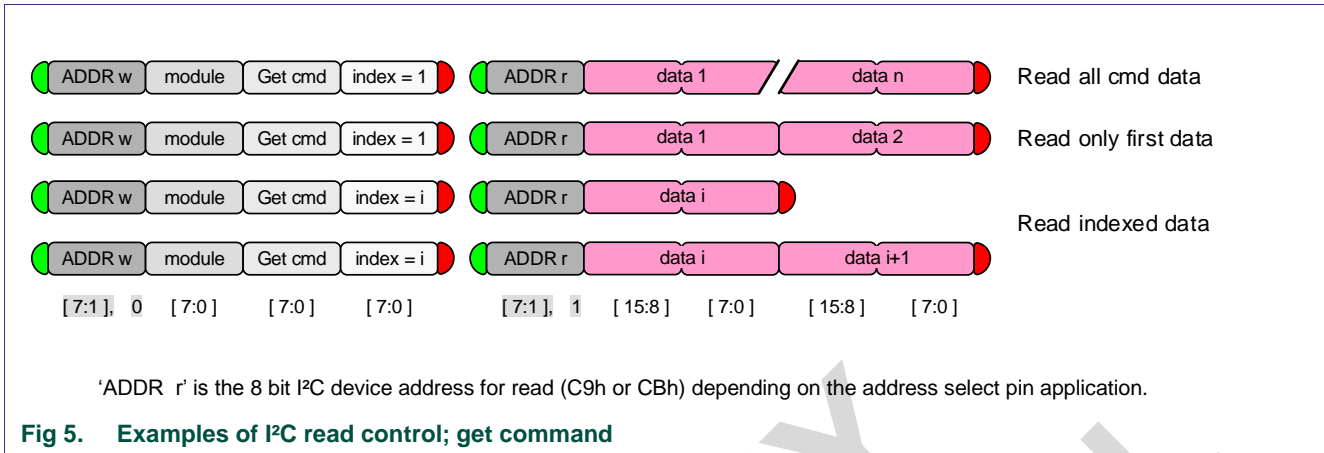 ADDR w module Get cmd index = 1 ADDR r data 1 data n Read all cmd data
ADDR w module Get cmd index = 1 ADDR r data 1 data 2 Read only first data
ADDR w module Get cmd index = i ADDR r data i
Read indexed data
ADDR w module Get cmd index = i ADDR r data i data i+1
[ 7:1 ], 0 [ 7:0 ] [ 7:0 ] [ 7:0 ] [ 7:1 ], 1 [ 15:8 ] [ 7:0 ] [ 15:8 ] [ 7:0 ]
‘ADDR r’ is the 8 bit I²C device address for read (C9h or CBh) depending on the address select pin application.
Fig 5. Examples of I²C read control; get command